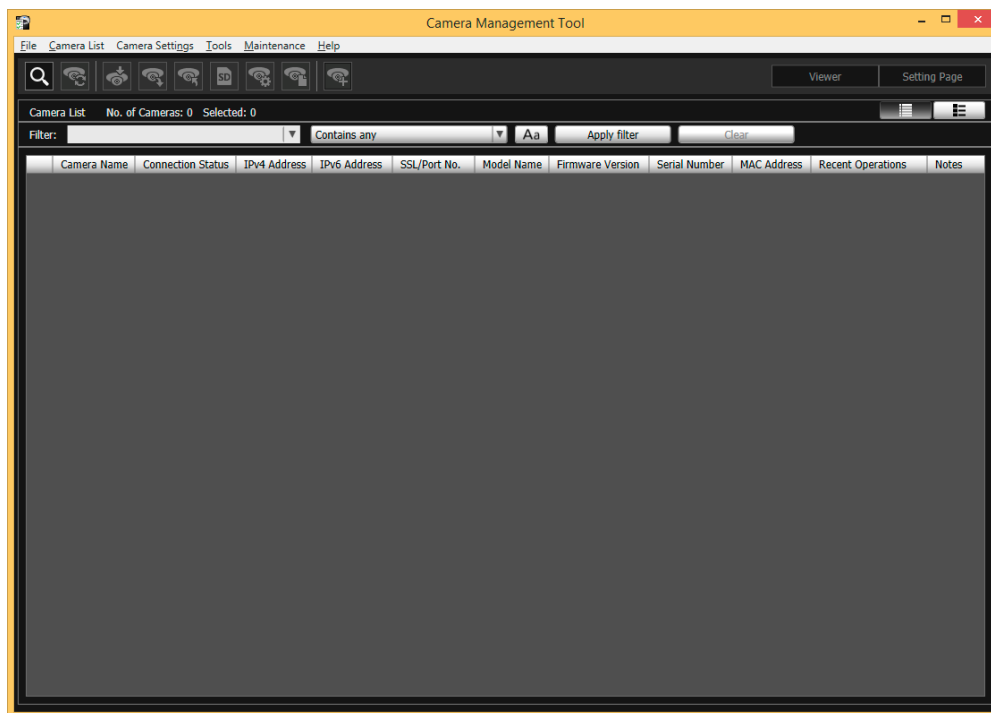 Camera Management Tool
File Camera List Camera Settings Tools Maintenance Help
SD Viewer Setting Page
Camera List No. of Cameras: 0 Selected: 0
Filter: Contains any Aa Apply filter Clear
Camera Name Connection Status IPv4 Address IPv6 Address SSL/Port No. Model Name Firmware Version Serial Number MAC Address Recent Operations Notes